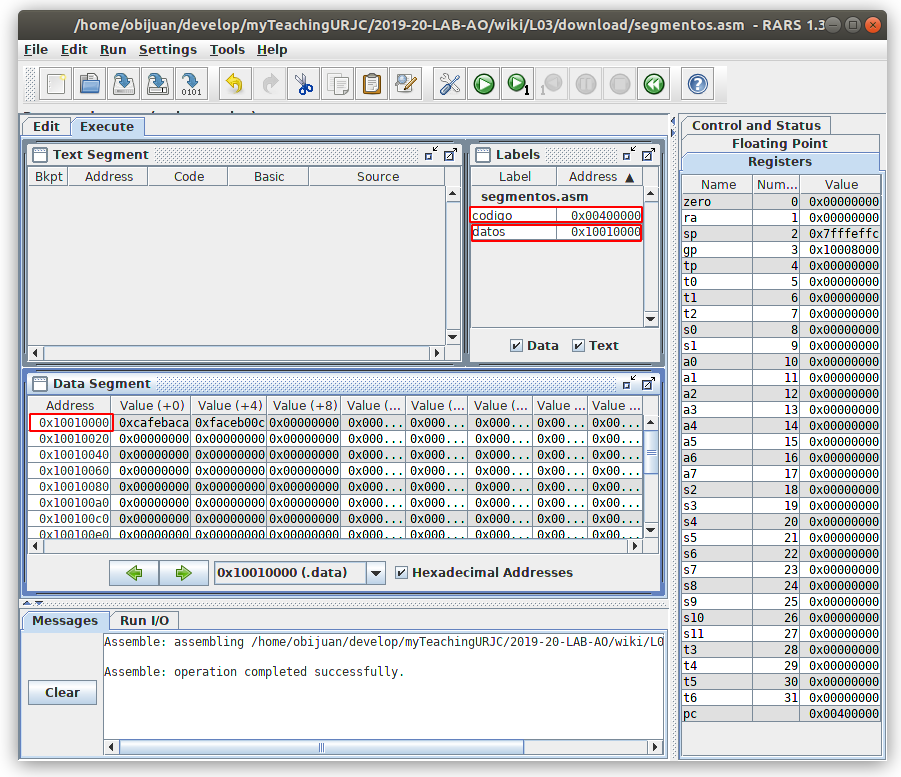 /home/obijuan/develop/myTeachingURJC/2019-20-LAB-AO/wiki/L03/download/segmentos.asm - RARS 1.3
File Edit Run Settings Tools Help
0101
1
1
Edit Execute
Text Segment
Bkpt Address Code Basic Source
Labels
Label Address ▲
segmentos.asm
codigo 0x00400000
datos 0x10010000
Data Text
Data Segment
Address Value (+0) Value (+4) Value (+8) Value (... Value (... Value (... Value ... Value ...
0x10010000 0xcafebaca 0xfaceb00c 0x00000000 0x000... 0x000... 0x000... 0x00... 0x00...
0x10010020 0x00000000 0x00000000 0x00000000 0x000... 0x000... 0x000... 0x00... 0x00...
0x10010040 0x00000000 0x00000000 0x00000000 0x000... 0x000... 0x000... 0x00... 0x00...
0x10010060 0x00000000 0x00000000 0x00000000 0x000... 0x000... 0x000... 0x00... 0x00...
0x10010080 0x00000000 0x00000000 0x00000000 0x000... 0x000... 0x000... 0x00... 0x00...
0x100100a0 0x00000000 0x00000000 0x00000000 0x000... 0x000... 0x000... 0x00... 0x00...
0x100100c0 0x00000000 0x00000000 0x00000000 0x000... 0x000... 0x000... 0x00... 0x00...
0x100100e0 0x00000000 0x00000000 0x00000000 0x000... 0x000... 0x000... 0x00... 0x00...
0x10010000 (.data) Hexadecimal Addresses
Messages Run I/O
Assemble: assembling /home/obijuan/develop/myTeachingURJC/2019-20-LAB-AO/wiki/L0
Assemble: operation completed successfully.
Clear
Control and Status
Floating Point
Registers
Name Num... Value
zero 0 0x00000000
ra 1 0x00000000
sp 2 0x7fffeffc
gp 3 0x10008000
tp 4 0x00000000
t0 5 0x00000000
t1 6 0x00000000
t2 7 0x00000000
s0 8 0x00000000
s1 9 0x00000000
a0 10 0x00000000
a1 11 0x00000000
a2 12 0x00000000
a3 13 0x00000000
a4 14 0x00000000
a5 15 0x00000000
a6 16 0x00000000
a7 17 0x00000000
s2 18 0x00000000
s3 19 0x00000000
s4 20 0x00000000
s5 21 0x00000000
s6 22 0x00000000
s7 23 0x00000000
s8 24 0x00000000
s9 25 0x00000000
s10 26 0x00000000
s11 27 0x00000000
t3 28 0x00000000
t4 29 0x00000000
t5 30 0x00000000
t6 31 0x00000000
pc 0x00400000